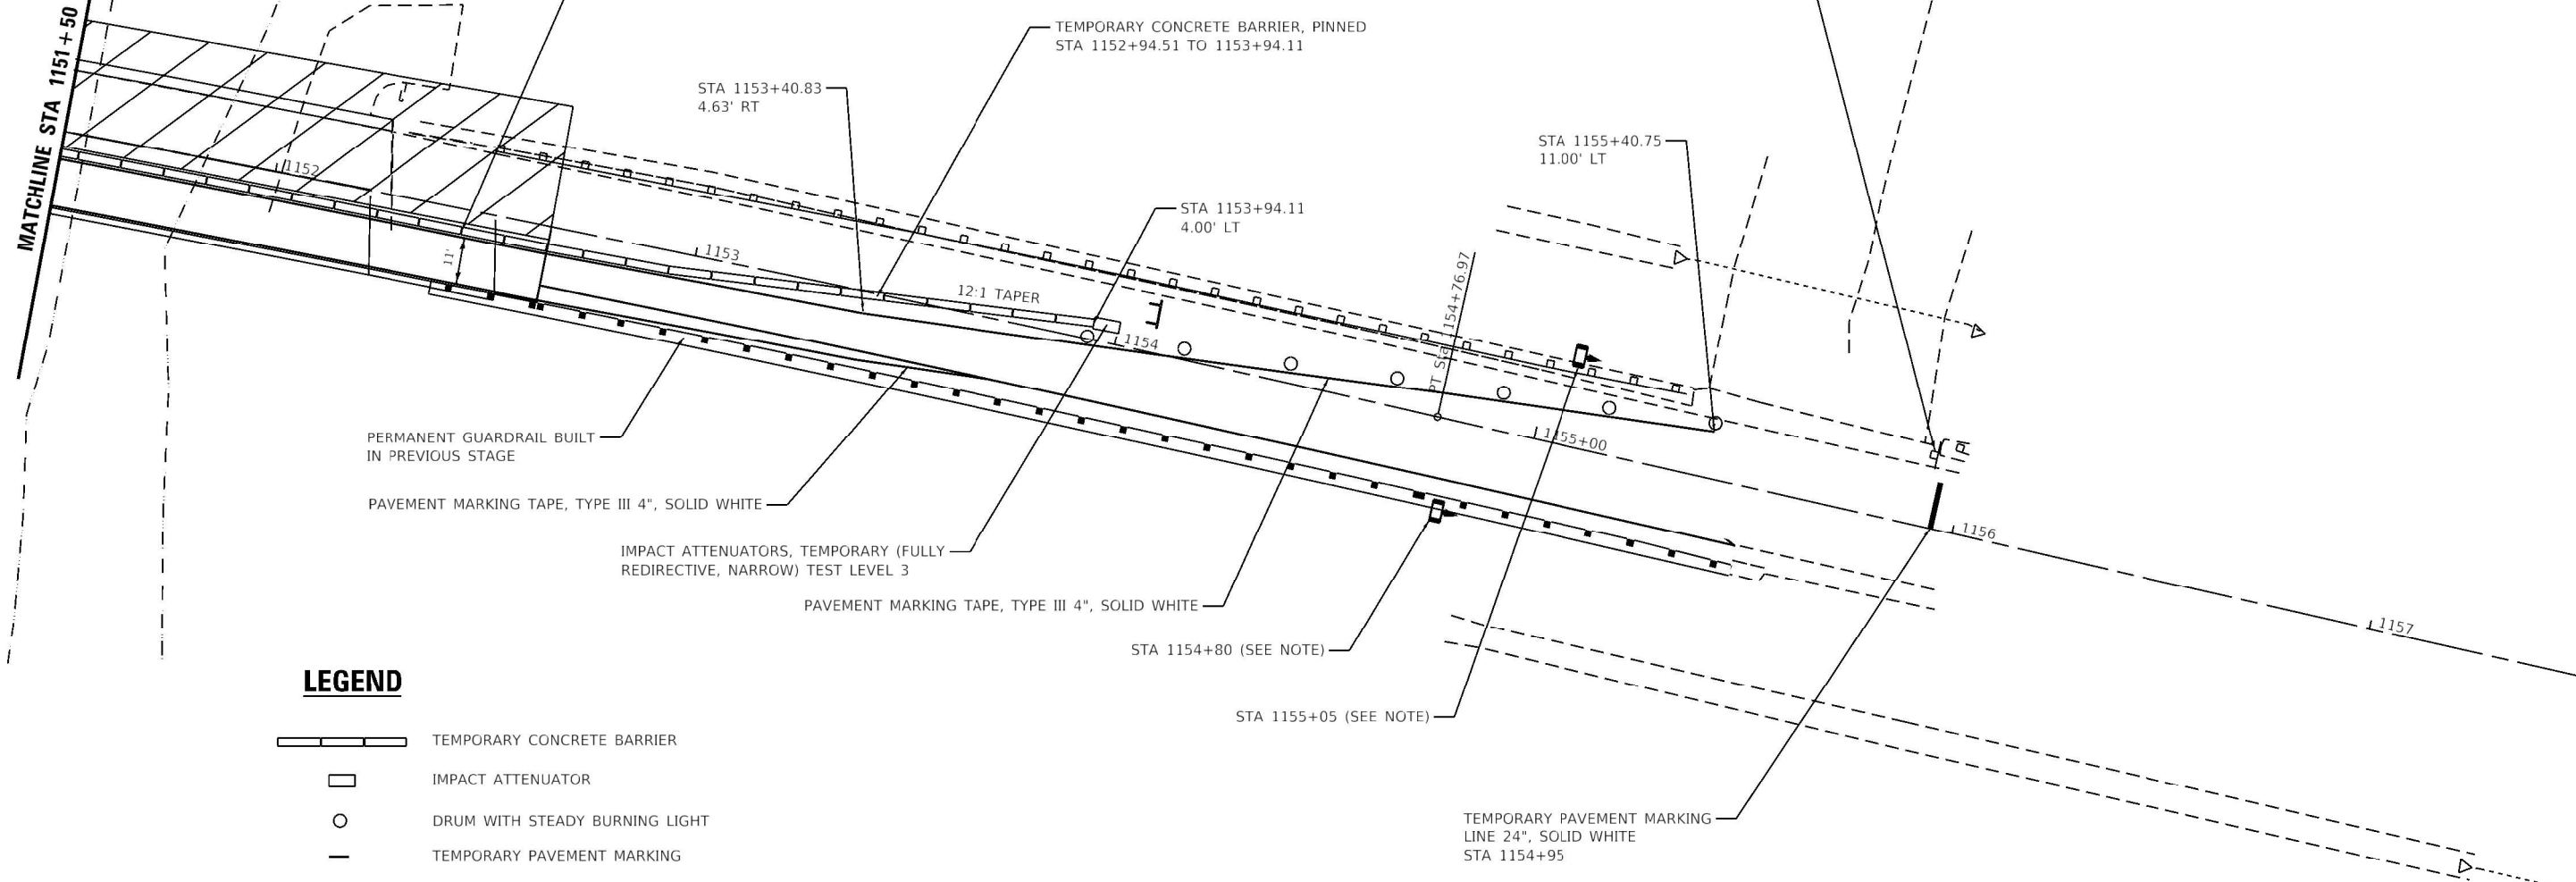 MATCHLINE STA 1151+50
TEMPORARY CONCRETE BARRIER, PINNED
STA 1152+94.51 TO 1153+94.11
STA 1153+40.83
4.63' RT
STA 1155+40.75
11.00' LT
1152
STA 1153+94.11
4.00' LT
1153
11'
12:1 TAPER
PT Sta 1154+76.97
1154
1155+00
PERMANENT GUARDRAIL BUILT
IN PREVIOUS STAGE
PAVEMENT MARKING TAPE, TYPE III 4", SOLID WHITE
1156
IMPACT ATTENUATORS, TEMPORARY (FULLY
REDIRECTIVE, NARROW) TEST LEVEL 3
PAVEMENT MARKING TAPE, TYPE III 4", SOLID WHITE
1157
STA 1154+80 (SEE NOTE)
STA 1155+05 (SEE NOTE)
LEGEND
TEMPORARY CONCRETE BARRIER
IMPACT ATTENUATOR
DRUM WITH STEADY BURNING LIGHT
TEMPORARY PAVEMENT MARKING
TEMPORARY PAVEMENT MARKING
LINE 24", SOLID WHITE
STA 1154+95